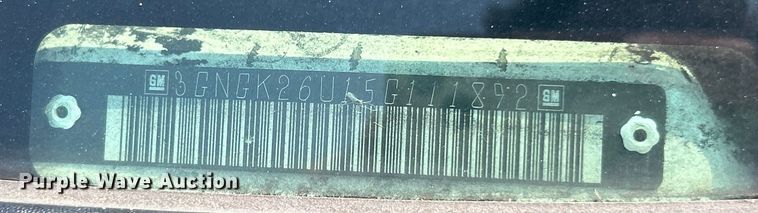 GM 3GNGK26U15G111892 GM
Purple Wave Auction